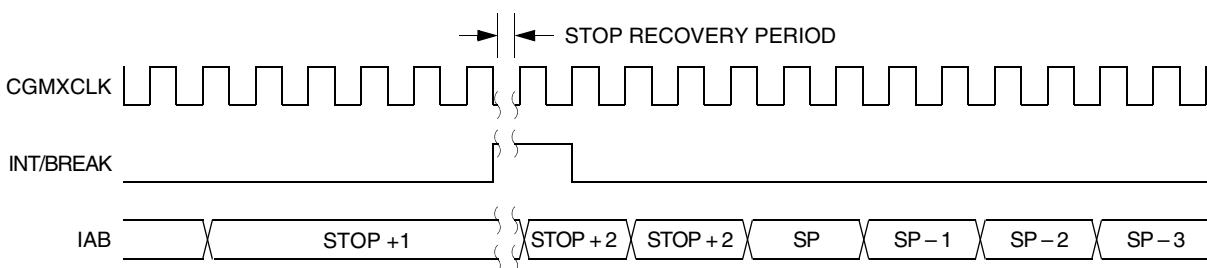 STOP RECOVERY PERIOD
CGMXCLK
INT/BREAK
IAB STOP +1 STOP + 2 STOP + 2 SP SP – 1 SP – 2 SP – 3